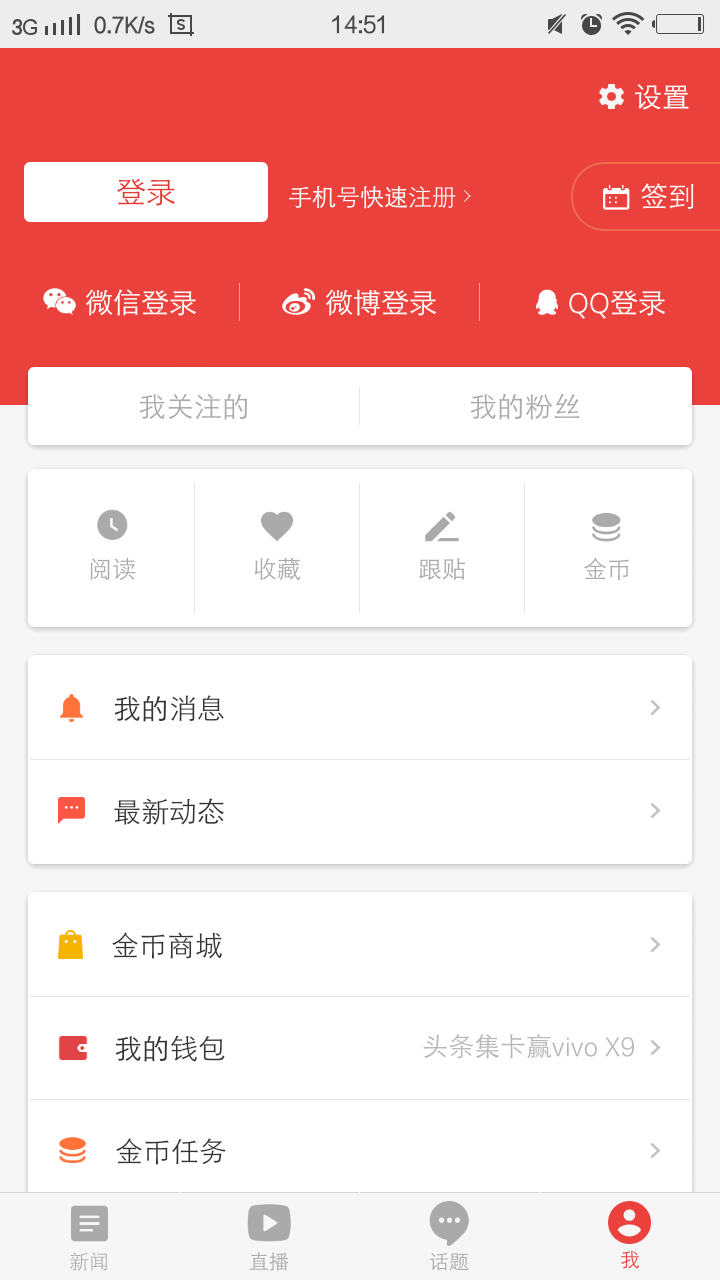 3G 0.7K/s S 14:51
设置
登录 手机号快速注册 签到
微信登录 微博登录 QQ登录
我关注的 我的粉丝
阅读 收藏 跟贴 金币
我的消息
最新动态
金币商城
我的钱包 头条集卡赢vivo X9
金币任务
新闻 直播 话题 我